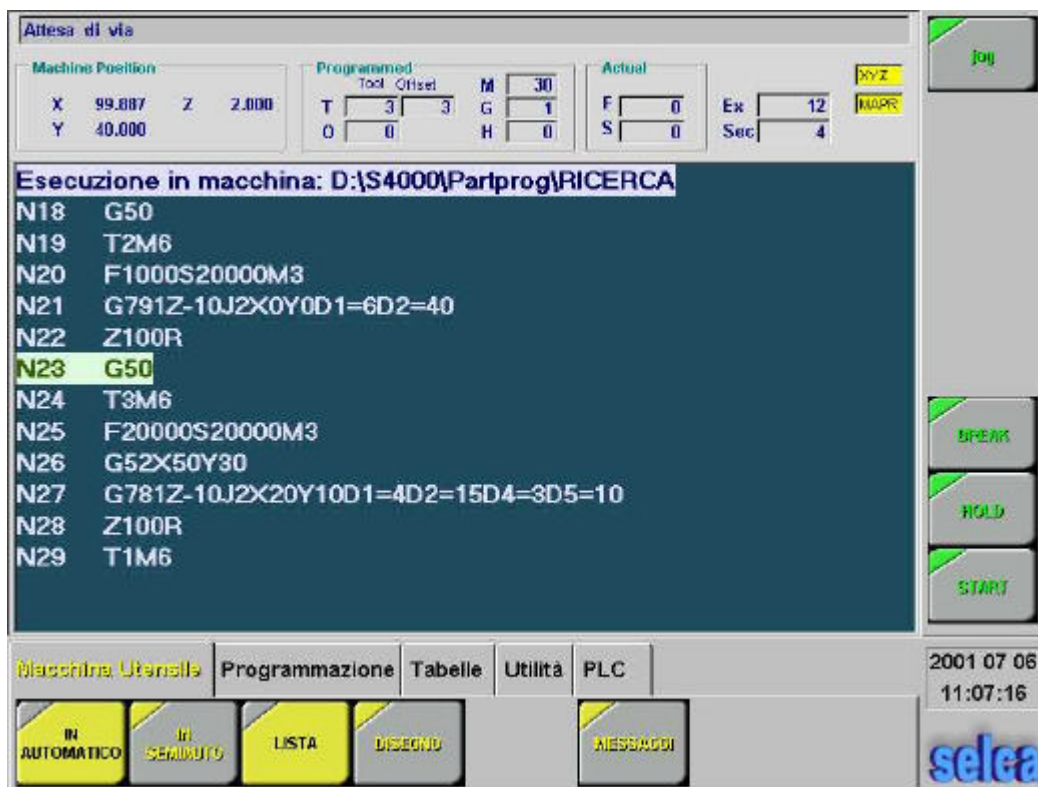 Attesa di via
jog
Machine Position
X 99.887 Z 2.000
Y 40.000
Programmed
Tool Offset
T 3 3
O 0
M 30
G 1
H 0
Actual
F 0
S 0
Ex 12
Sec 4
XYZ
MAPR
Esecuzione in macchina: D:\S4000\Partprog\RICERCA
N18 G50
N19 T2M6
N20 F1000S20000M3
N21 G791Z-10J2X0Y0D1=6D2=40
N22 Z100R
N23 G50
N24 T3M6
N25 F20000S20000M3
N26 G52X50Y30
N27 G781Z-10J2X20Y10D1=4D2=15D4=3D5=10
N28 Z100R
N29 T1M6
BREAK
HOLD
START
Macchina Utensile Programmazione Tabelle Utilità PLC
2001 07 06
11:07:16
IN AUTOMATICO
IN SEMIAUTO
LISTA
DISEGNO
MESSAGGI
selca